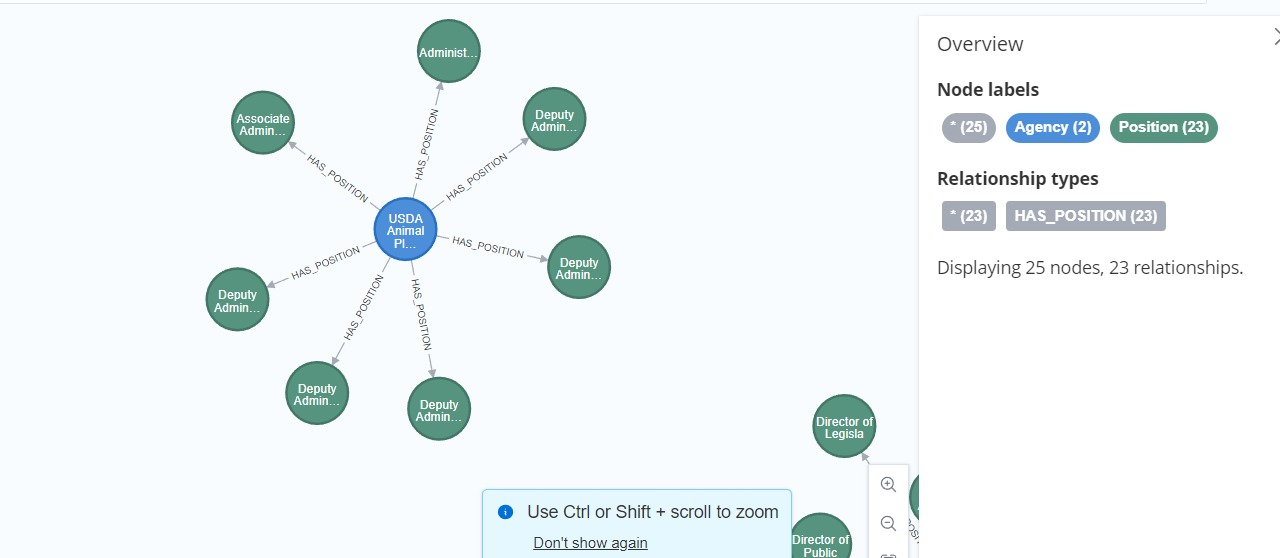 Administ...
Associate
Admin...
Deputy
Admin...
HAS_POSITION
HAS_POSITION
HAS_POSITION
USDA
Animal
Pl...
HAS_POSITION
Deputy
Admin...
HAS_POSITION
Deputy
Admin...
HAS_POSITION
HAS_POSITION
Deputy
Admin...
Deputy
Admin...
Director of
Legisla
Director of
Public
Use Ctrl or Shift + scroll to zoom
Don't show again
Overview
Node labels
* (25) Agency (2) Position (23)
Relationship types
* (23) HAS_POSITION (23)
Displaying 25 nodes, 23 relationships.